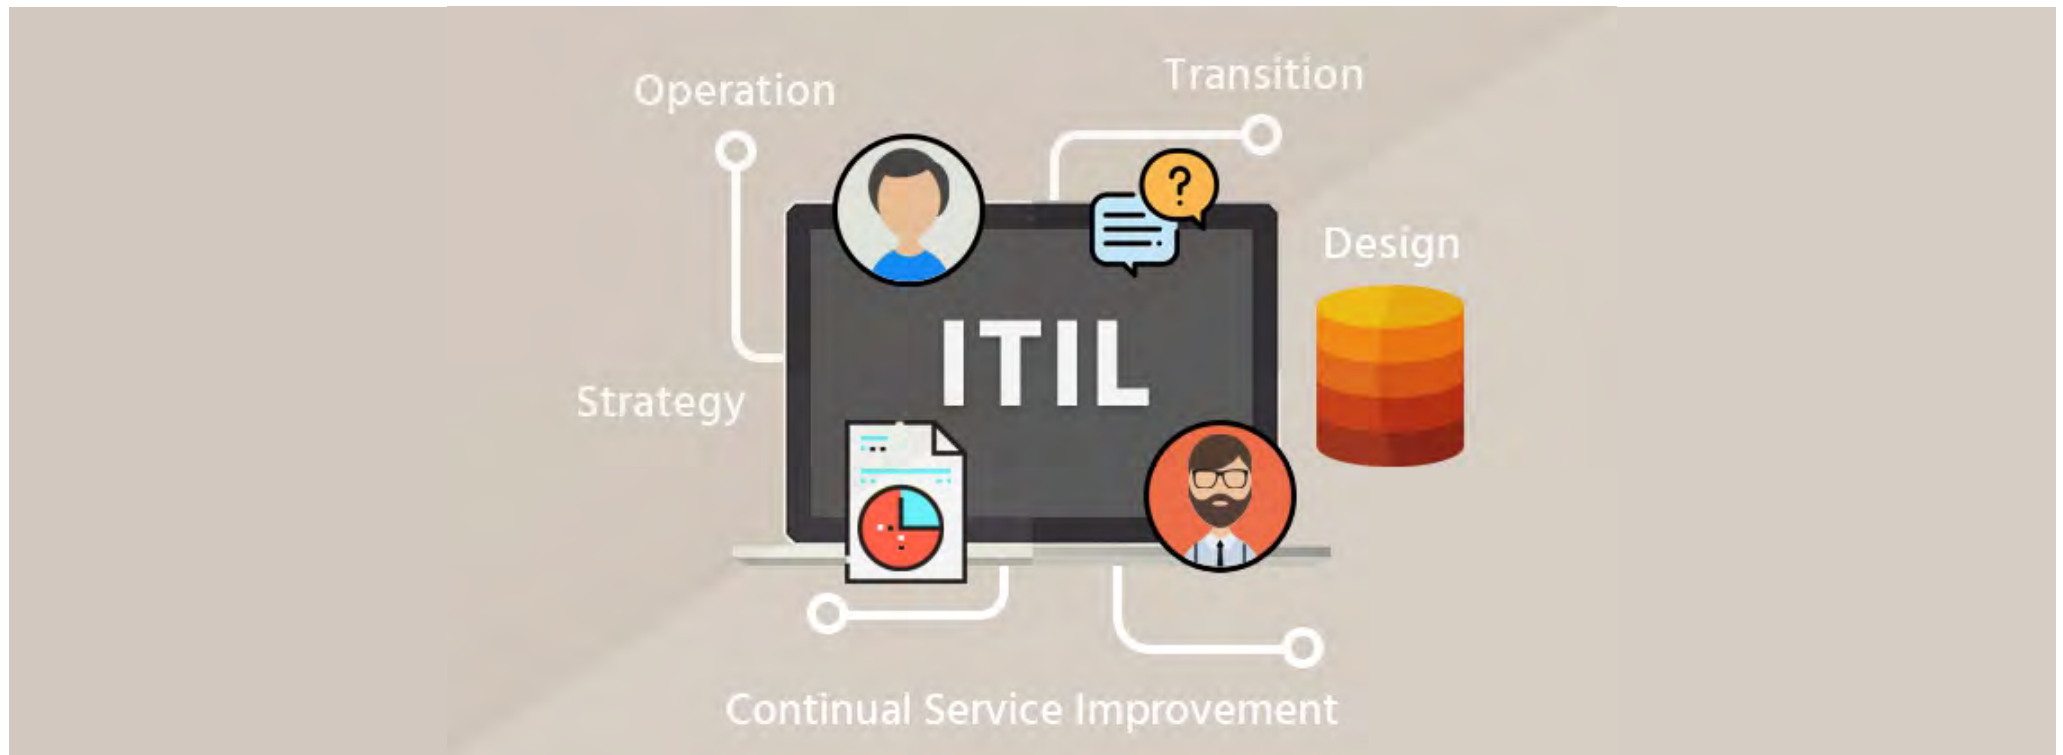 Operation
Transition
?
Design
ITIL
Strategy
Continual Service Improvement